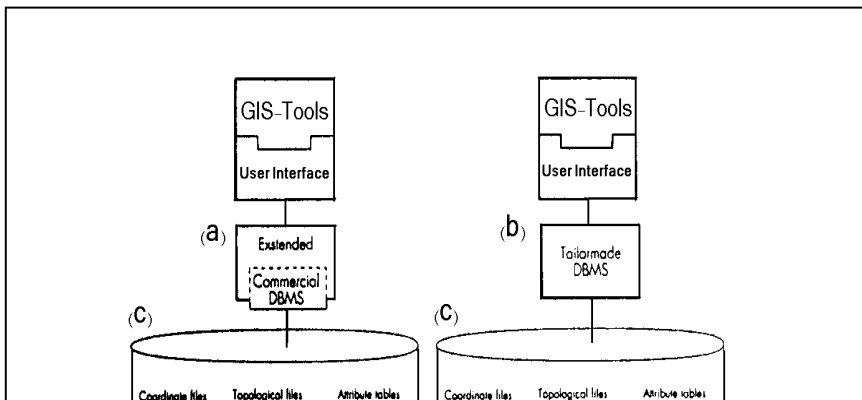 GIS-Tools
User Interface
(a)
Exstended
Commercial
DBMS
(c)
Coordinate files Topological files Attribute tables
GIS-Tools
User Interface
(b)
Tailormade
DBMS
(c)
Coordinate files Topological files Attribute tables